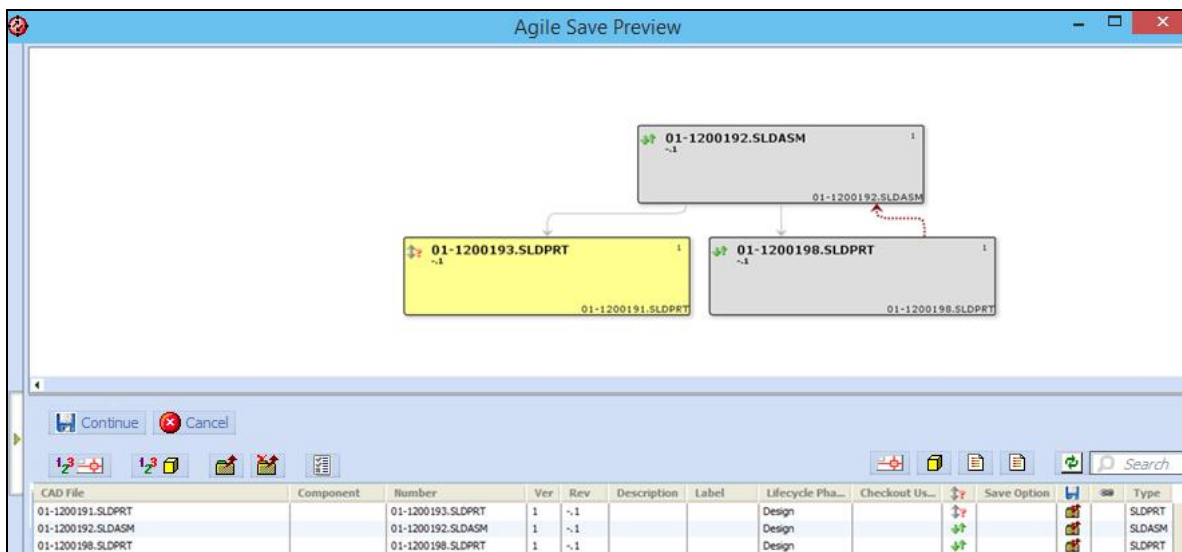 Agile Save Preview
01-1200192.SLDASM 1
-.1
01-1200192.SLDASM
01-1200193.SLDPRT 1
-.1
01-1200191.SLDPRT
01-1200198.SLDPRT 1
-.1
01-1200198.SLDPRT
Continue Cancel
123 123 Search
CAD File Component Number Ver Rev Description Label Lifecycle Pha... Checkout Us... Save Option Type
01-1200191.SLDPRT 01-1200193.SLDPRT 1 -.1 Design SLDPRT
01-1200192.SLDASM 01-1200192.SLDASM 1 -.1 Design SLDASM
01-1200198.SLDPRT 01-1200198.SLDPRT 1 -.1 Design SLDPRT